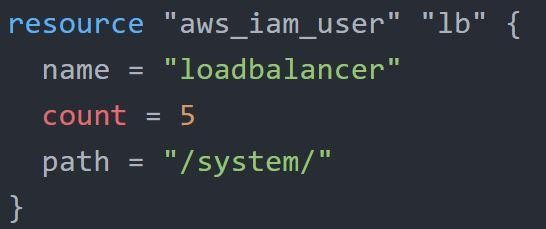 resource "aws_iam_user" "lb" {
  name = "loadbalancer"
  count = 5
  path = "/system/"
}